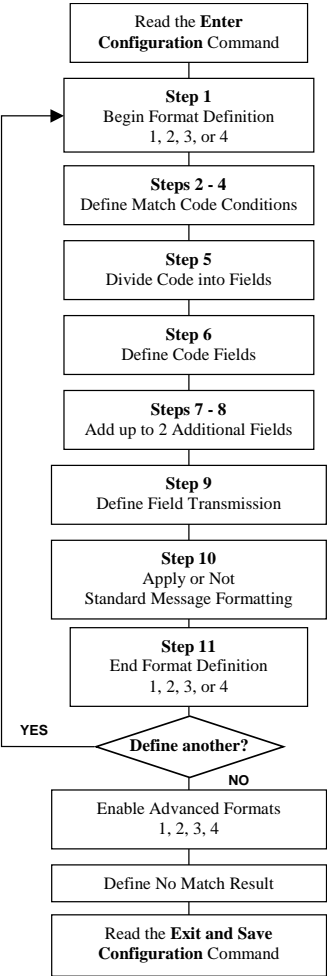 Read the Enter
Configuration Command
Step 1
Begin Format Definition
1, 2, 3, or 4
Steps 2 - 4
Define Match Code Conditions
Step 5
Divide Code into Fields
Step 6
Define Code Fields
Steps 7 - 8
Add up to 2 Additional Fields
Step 9
Define Field Transmission
Step 10
Apply or Not
Standard Message Formatting
Step 11
End Format Definition
1, 2, 3, or 4
YES
Define another?
NO
Enable Advanced Formats
1, 2, 3, 4
Define No Match Result
Read the Exit and Save
Configuration Command